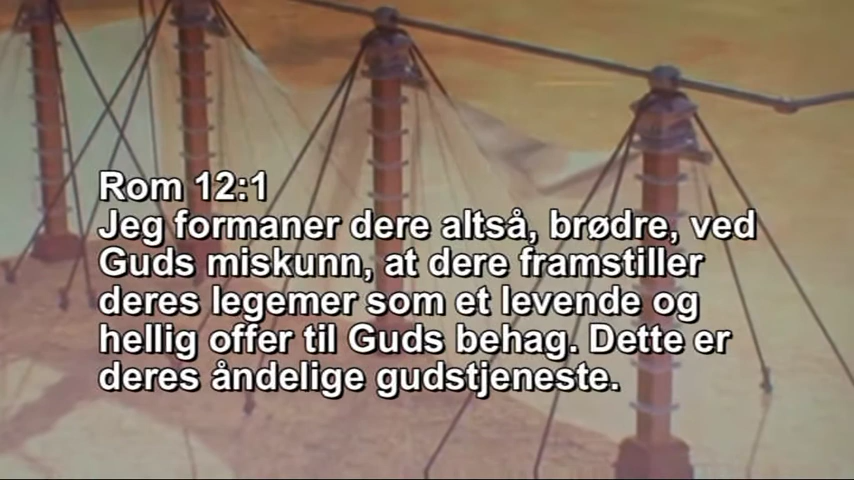 Rom 12:1
Jeg formaner dere altså, brødre, ved
Guds miskunn, at dere framstiller
deres legemer som et levende og
hellig offer til Guds behag. Dette er
deres åndelige gudstjeneste.